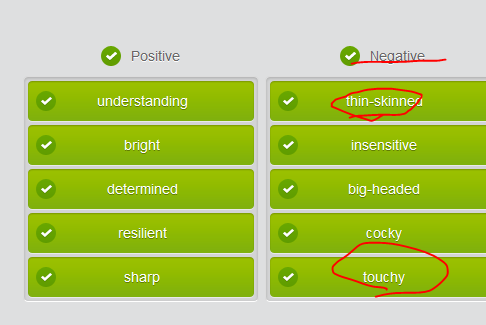 Positive
Negative
understanding
thin-skinned
bright
insensitive
determined
big-headed
resilient
cocky
sharp
touchy